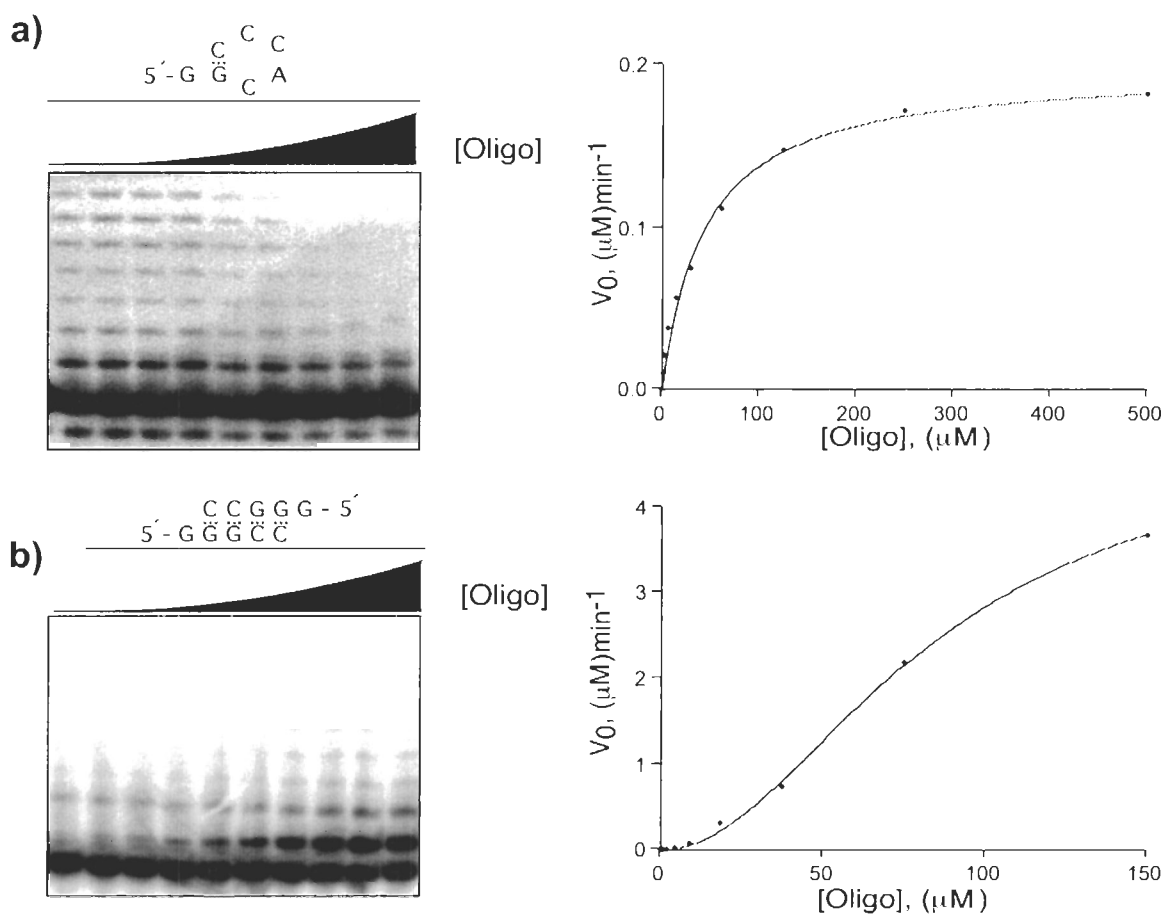 a)
C C C
5´ - G G C A
C
[Oligo]
0.2
0.1
0.0
V0, (μM)min-1
0 100 200 300 400 500
[Oligo], (μM)
b)
C C G G G - 5´
5´ - G G G C C
[Oligo]
4
3
2
1
0
V0, (μM)min-1
0 50 100 150
[Oligo], (μM)